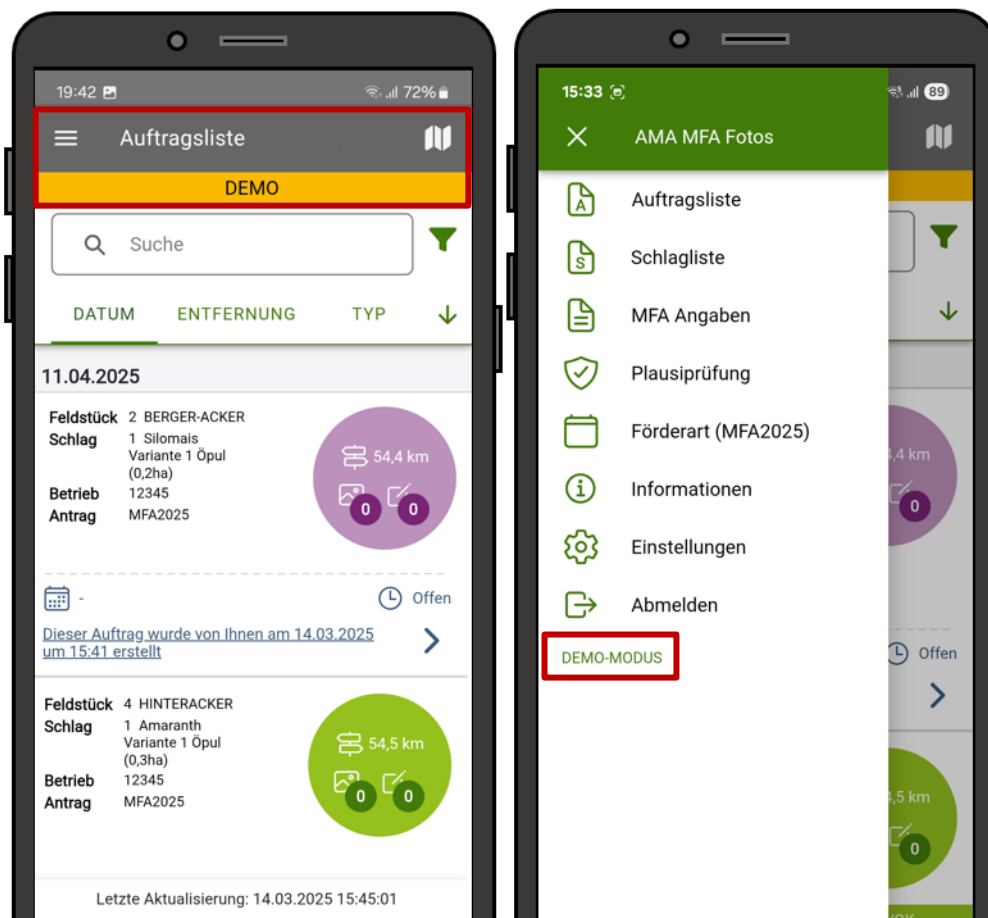 19:42
72%
Auftragsliste
DEMO
Suche
DATUM ENTFERNUNG TYP
11.04.2025
Feldstück 2 BERGER-ACKER
Schlag 1 Silomais
Variante 1 Öpul
(0,2ha)
Betrieb 12345
Antrag MFA2025
54,4 km
0 0
- Offen
Dieser Auftrag wurde von Ihnen am 14.03.2025
um 15:41 erstellt
Feldstück 4 HINTERACKER
Schlag 1 Amaranth
Variante 1 Öpul
(0,3ha)
Betrieb 12345
Antrag MFA2025
54,5 km
0 0
Letzte Aktualisierung: 14.03.2025 15:45:01
15:33
89
AMA MFA Fotos
A Auftragsliste
S Schlagliste
MFA Angaben
Plausiprüfung
Förderart (MFA2025)
Informationen
Einstellungen
Abmelden
DEMO-MODUS
,4 km
0
Offen
,5 km
0